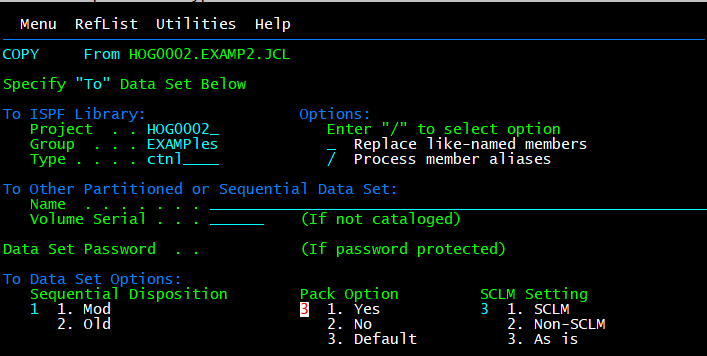 Menu RefList Utilities Help
COPY From HOG0002.EXAMP2.JCL
Specify "To" Data Set Below
To ISPF Library: Options:
Project . . HOG0002_ Enter "/" to select option
Group . . . EXAMPles _ Replace like-named members
Type . . . . ctnl____ / Process member aliases
To Other Partitioned or Sequential Data Set:
Name . . . . . . .
Volume Serial . . . ______ (If not cataloged)
Data Set Password . . (If password protected)
To Data Set Options:
Sequential Disposition Pack Option SCLM Setting
1 1. Mod 3 1. Yes 3 1. SCLM
2. Old 2. No 2. Non-SCLM
3. Default 3. As is